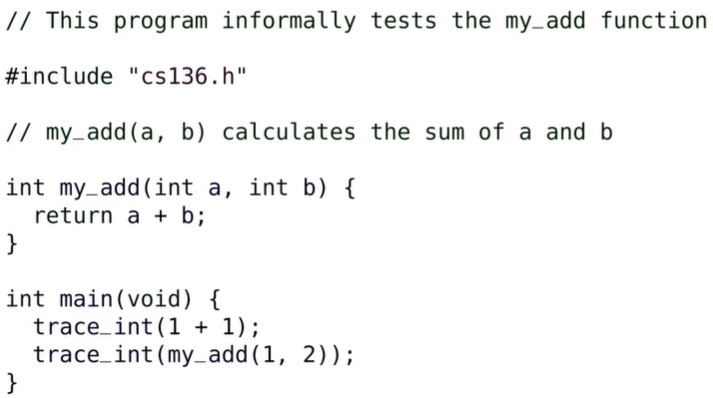 // This program informally tests the my_add function
#include "cs136.h"
// my_add(a, b) calculates the sum of a and b
int my_add(int a, int b) {
return a + b;
}
int main(void) {
trace_int(1 + 1);
trace_int(my_add(1, 2));
}